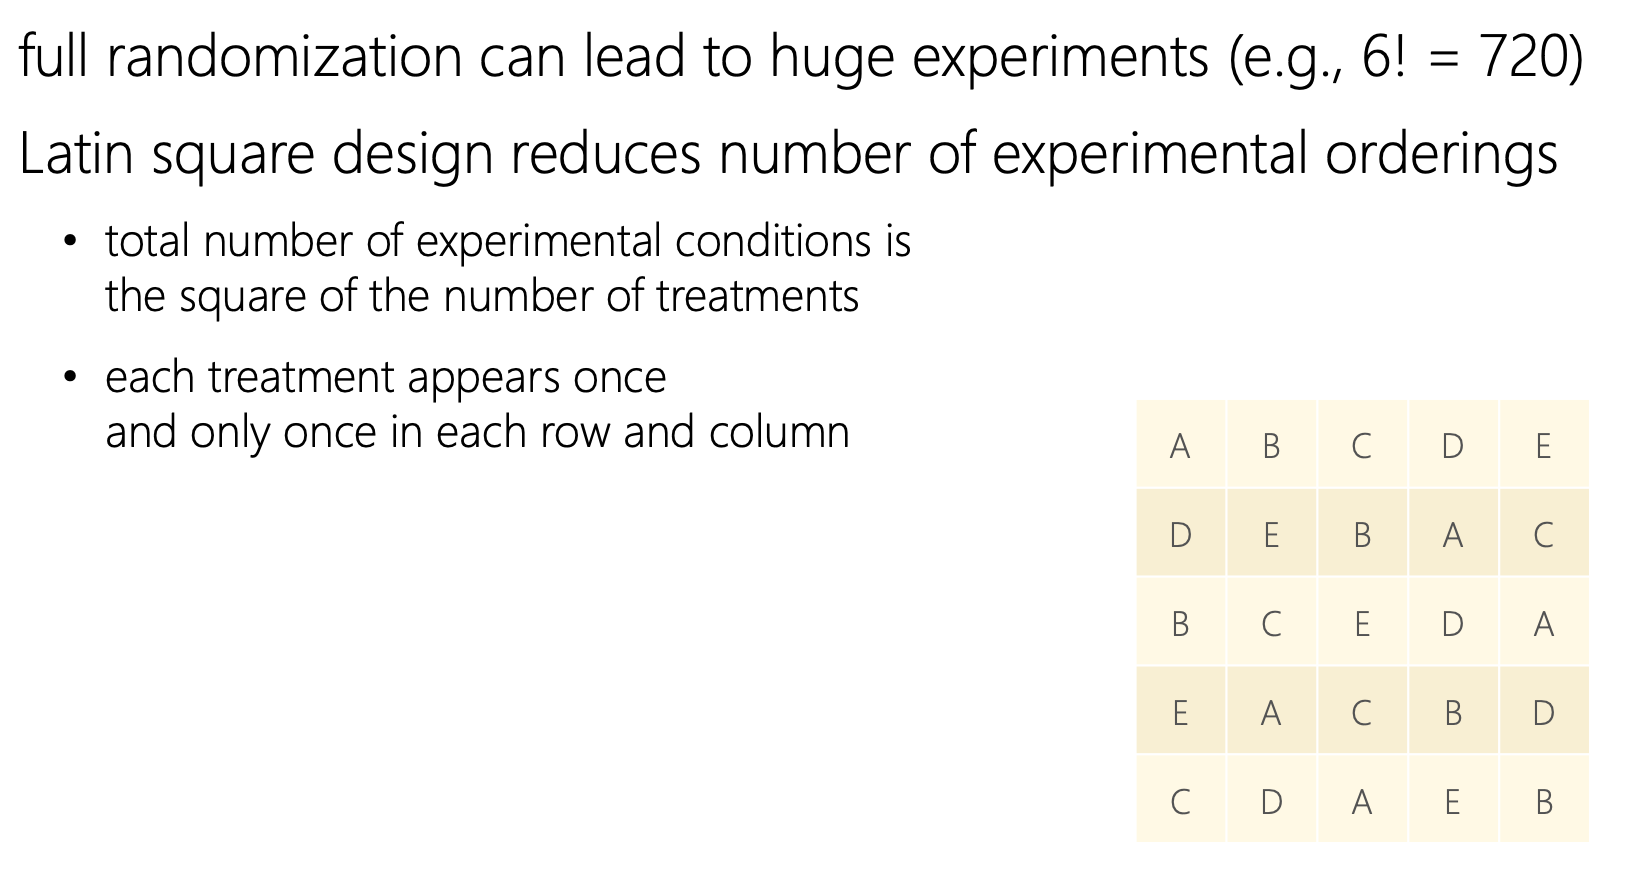 full randomization can lead to huge experiments (e.g., 6! = 720)
Latin square design reduces number of experimental orderings
• total number of experimental conditions is
the square of the number of treatments
• each treatment appears once
and only once in each row and column
A B C D E
D E B A C
B C E D A
E A C B D
C D A E B